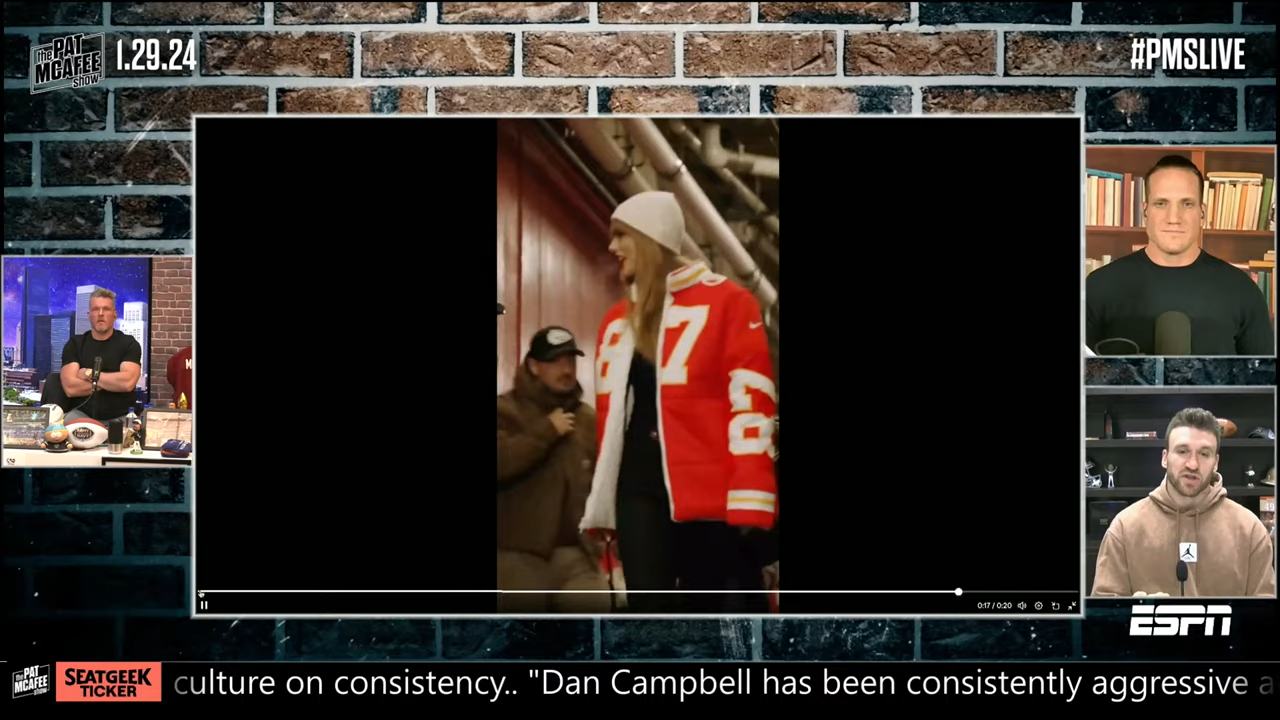 the PAT MCAFEE show
1.29.24
#PMSLIVE
87
87
0:17 / 0:20
ESPN
the PAT MCAFEE show
SEATGEEK
TICKER
culture on consistency.. "Dan Campbell has been consistently aggressive a